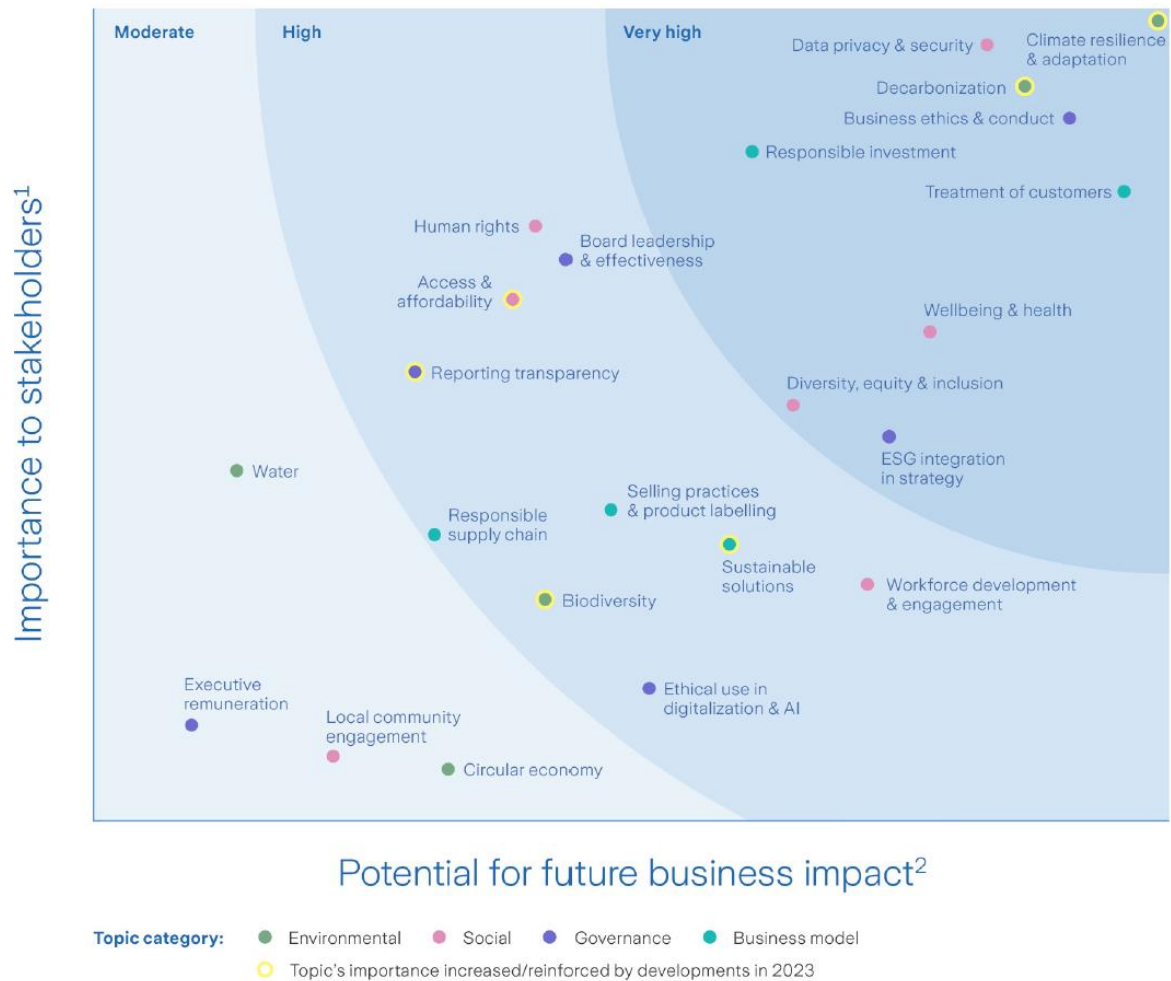 Moderate
High
Very high
Climate resilience
& adaptation
Data privacy & security
Decarbonization
Business ethics & conduct
Responsible investment
Treatment of customers
Human rights
Board leadership
& effectiveness
Access &
affordability
Wellbeing & health
Reporting transparency
Diversity, equity & inclusion
ESG integration
in strategy
Water
Selling practices
& product labelling
Responsible
supply chain
Sustainable
solutions
Workforce development
& engagement
Biodiversity
Ethical use in
digitalization & AI
Executive
remuneration
Local community
engagement
Circular economy
Importance to stakeholders¹
Potential for future business impact²
Topic category: Environmental Social Governance Business model
Topic's importance increased/reinforced by developments in 2023